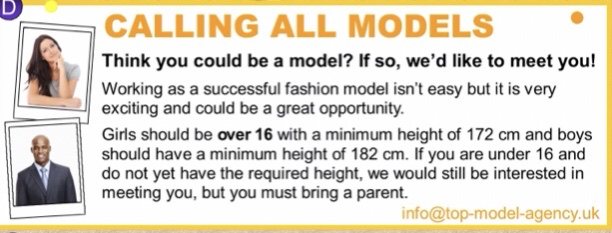 D
CALLING ALL MODELS
Think you could be a model? If so, we'd like to meet you!
Working as a successful fashion model isn't easy but it is very
exciting and could be a great opportunity.
Girls should be over 16 with a minimum height of 172 cm and boys
should have a minimum height of 182 cm. If you are under 16 and
do not yet have the required height, we would still be interested in
meeting you, but you must bring a parent.
info@top-model-agency.uk